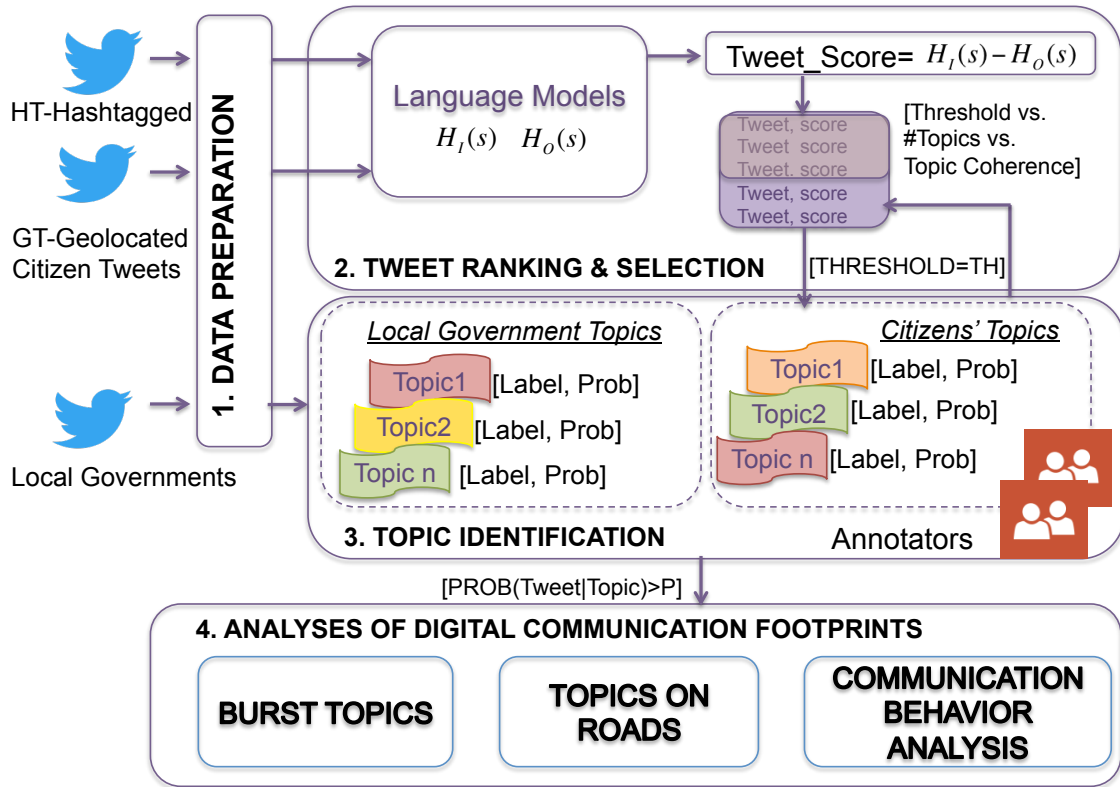 HT-Hashtagged
GT-Geolocated
Citizen Tweets
Local Governments
1. DATA PREPARATION
Language Models
H_I(s) H_O(s)
Tweet_Score= H_I(s)-H_O(s)
Tweet, score
Tweet score
Tweet. score
Tweet, score
Tweet, score
[Threshold vs.
#Topics vs.
Topic Coherence]
2. TWEET RANKING & SELECTION
[THRESHOLD=TH]
Local Government Topics
Topic1 [Label, Prob]
Topic2 [Label, Prob]
Topic n [Label, Prob]
Citizens' Topics
Topic1 [Label, Prob]
Topic2 [Label, Prob]
Topic n [Label, Prob]
3. TOPIC IDENTIFICATION
Annotators
[PROB(Tweet|Topic)>P]
4. ANALYSES OF DIGITAL COMMUNICATION FOOTPRINTS
BURST TOPICS
TOPICS ON
ROADS
COMMUNICATION
BEHAVIOR
ANALYSIS